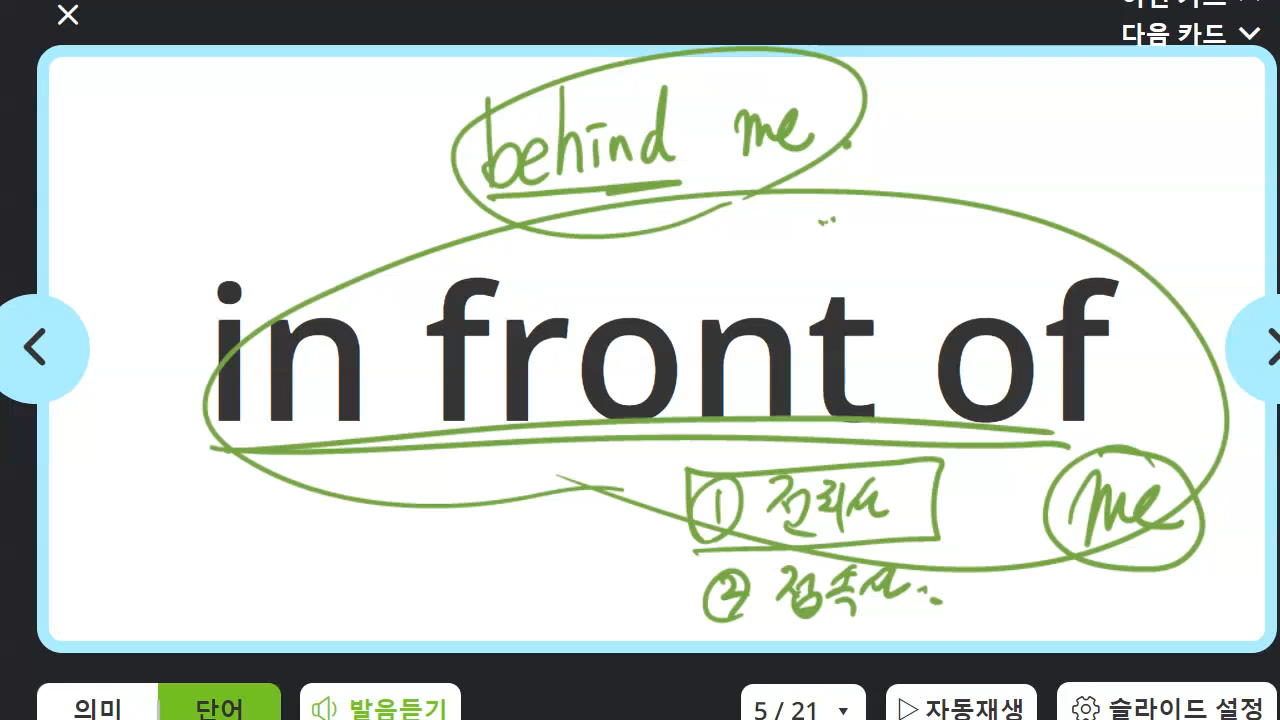 다음 카드
behind me.
in front of
① 전치사
me
② 접속사..
의미
단어
발음듣기
5 / 21
자동재생
슬라이드 설정